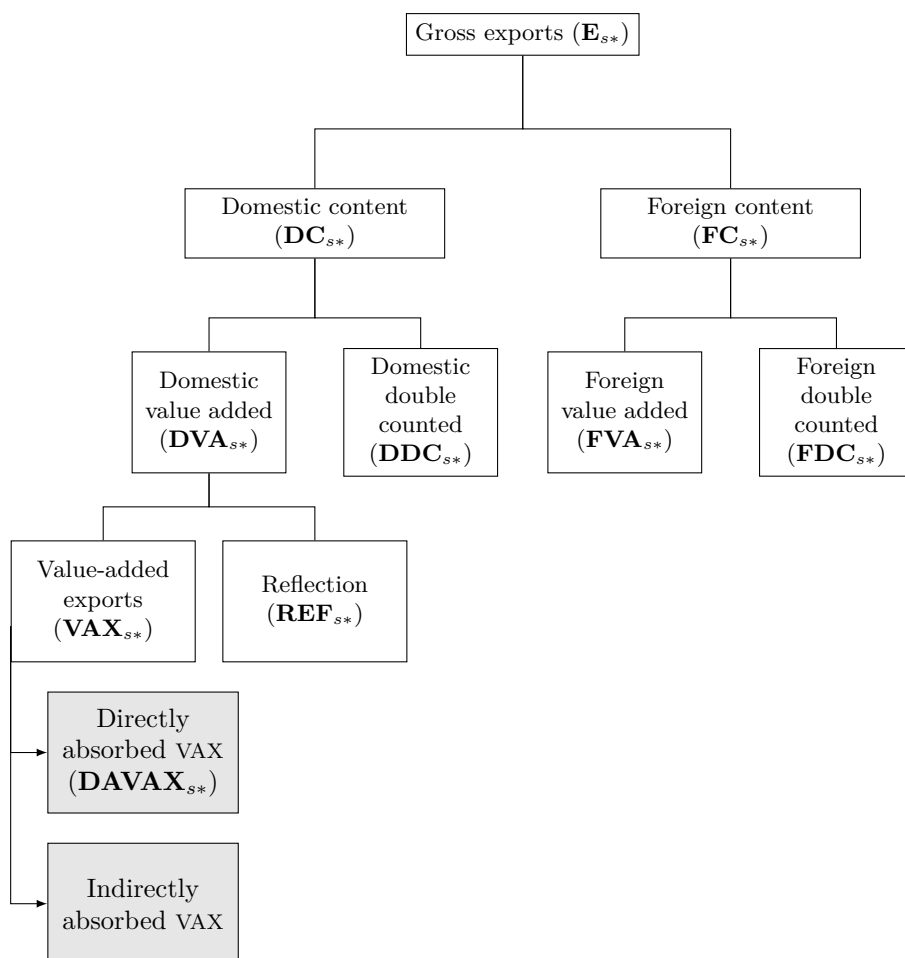 Gross exports (E_{s*})
Domestic content
(DC_{s*})
Foreign content
(FC_{s*})
Domestic
value added
(DVA_{s*})
Domestic
double
counted
(DDC_{s*})
Foreign
value added
(FVA_{s*})
Foreign
double
counted
(FDC_{s*})
Value-added
exports
(VAX_{s*})
Reflection
(REF_{s*})
Directly
absorbed VAX
(DAVAX_{s*})
Indirectly
absorbed VAX